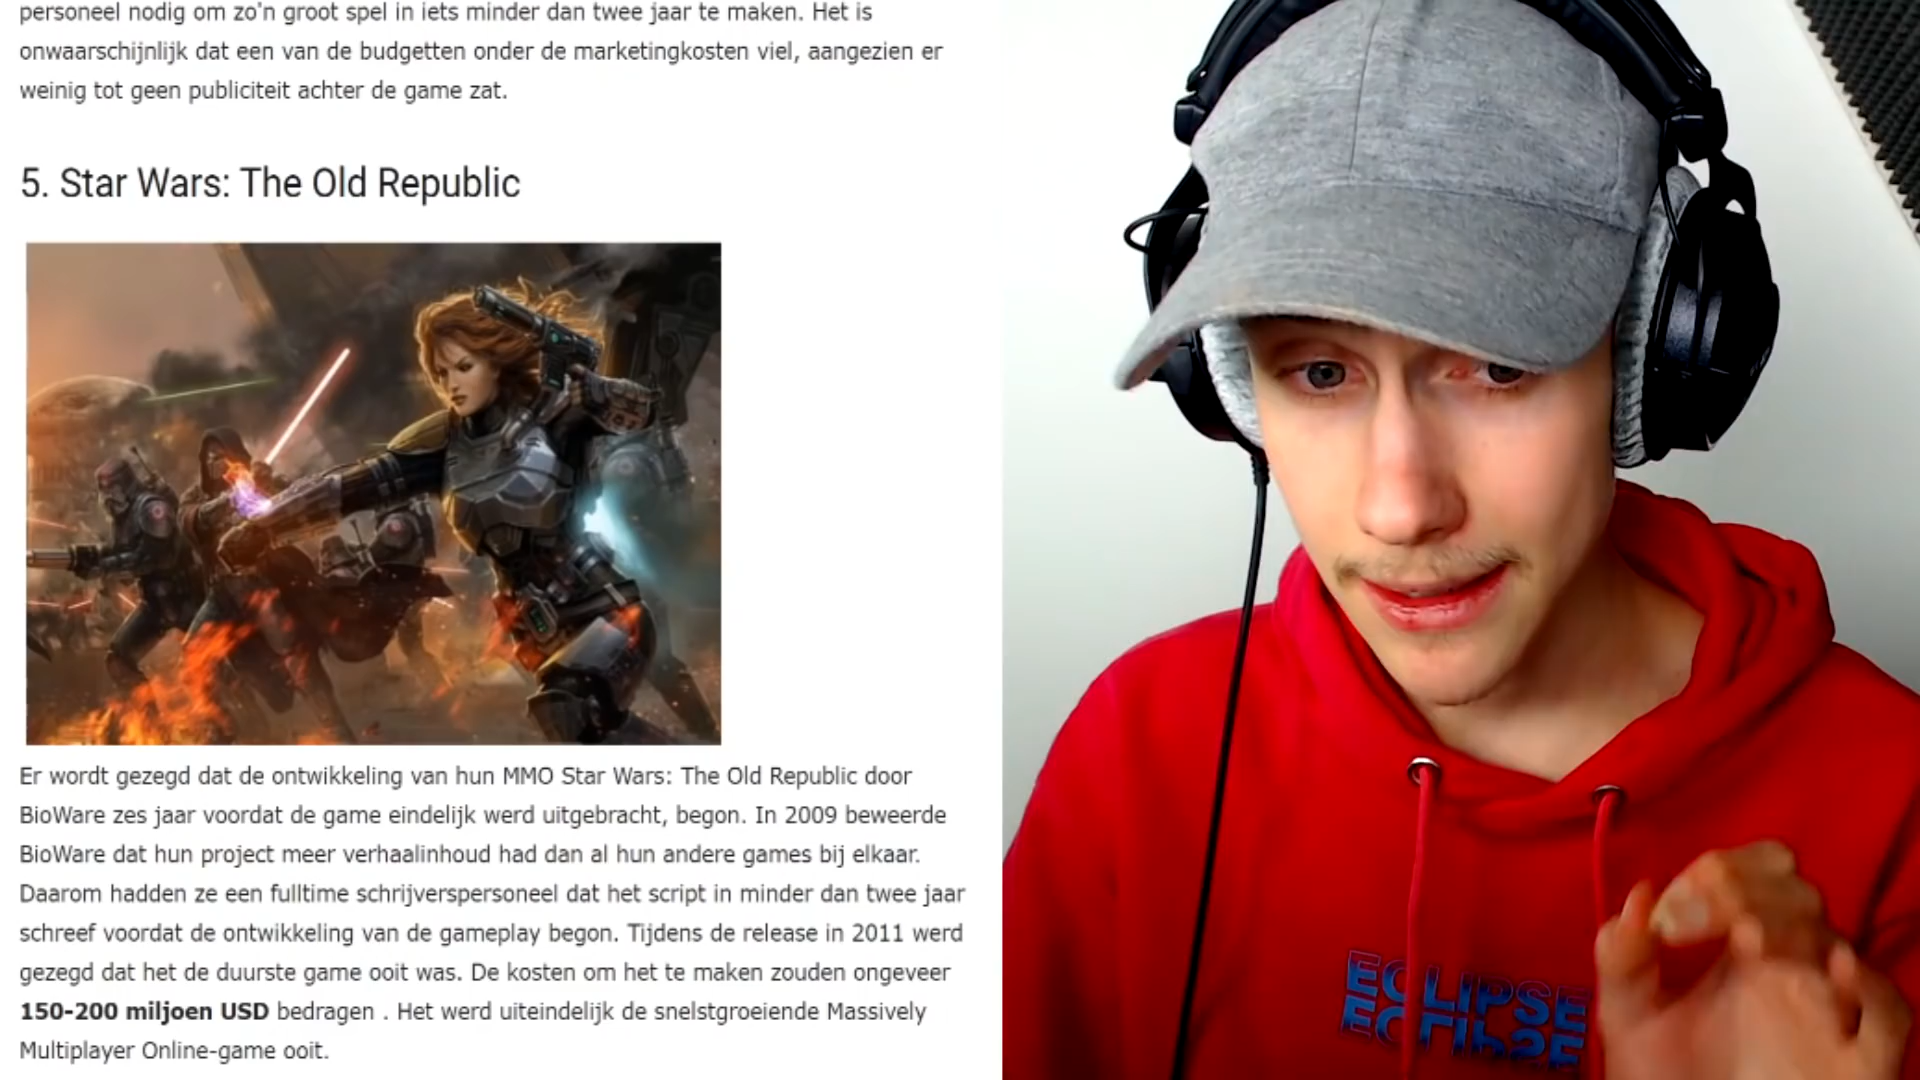 personeel nodig om zo'n groot spel in iets minder dan twee jaar te maken. Het is
onwaarschijnlijk dat een van de budgetten onder de marketingkosten viel, aangezien er
weinig tot geen publiciteit achter de game zat.
5. Star Wars: The Old Republic
Er wordt gezegd dat de ontwikkeling van hun MMO Star Wars: The Old Republic door
BioWare zes jaar voordat de game eindelijk werd uitgebracht, begon. In 2009 beweerde
BioWare dat hun project meer verhaalinhoud had dan al hun andere games bij elkaar.
Daarom hadden ze een fulltime schrijverspersoneel dat het script in minder dan twee jaar
schreef voordat de ontwikkeling van de gameplay begon. Tijdens de release in 2011 werd
gezegd dat het de duurste game ooit was. De kosten om het te maken zouden ongeveer
150-200 miljoen USD bedragen . Het werd uiteindelijk de snelstgroeiende Massively
Multiplayer Online-game ooit.
ECLIPSE
ECLIPSE